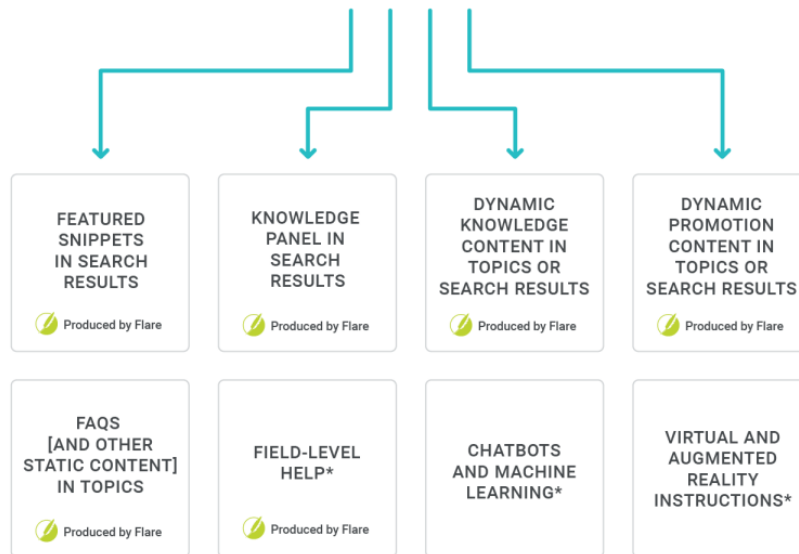 FEATURED
SNIPPETS
IN SEARCH
RESULTS
Produced by Flare
KNOWLEDGE
PANEL IN
SEARCH
RESULTS
Produced by Flare
DYNAMIC
KNOWLEDGE
CONTENT IN
TOPICS OR
SEARCH RESULTS
Produced by Flare
DYNAMIC
PROMOTION
CONTENT IN
TOPICS OR
SEARCH RESULTS
Produced by Flare
FAQS
[AND OTHER
STATIC CONTENT]
IN TOPICS
Produced by Flare
FIELD-LEVEL
HELP*
Produced by Flare
CHATBOTS
AND MACHINE
LEARNING*
VIRTUAL AND
AUGMENTED
REALITY
INSTRUCTIONS*